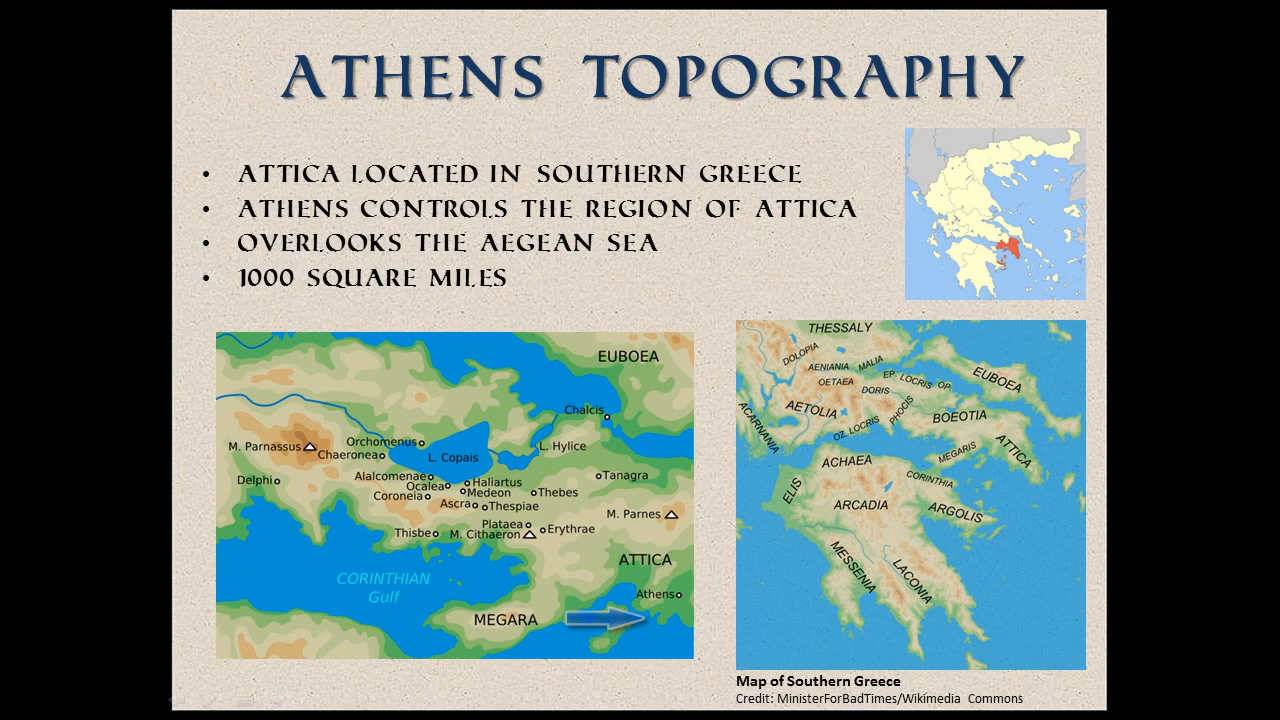 ATHENS TOPOGRAPHY
• ATTICA LOCATED IN SOUTHERN GREECE
• ATHENS CONTROLS THE REGION OF ATTICA
• OVERLOOKS THE AEGEAN SEA
• 1000 SQUARE MILES
EUBOEA
Chalcis
M. Parnassus
Orchomenus
Chaeronea
L. Copais
L. Hylice
Delphi
Alalcomenae
Ocalea
Coroneia
Haliartus
Medeon
Thebes
Tanagra
Ascra
Thespiae
M. Parnes
Plataea
Thisbe
M. Cithaeron
Erythrae
ATTICA
CORINTHIAN
Gulf
Athens
MEGARA
THESSALY
DOLOPIA
AENIANIA
MALIA
OETAEA
DORIS
EP. LOCRIS OP.
EUBOEA
ACARNANIA
AETOLIA
OZ. LOCRIS
PHOCIS
BOEOTIA
ATTICA
MEGARIS
ACHAEA
CORINTHIA
ELIS
ARCADIA
ARGOLIS
MESSENIA
LACONIA
Map of Southern Greece
Credit: MinisterForBadTimes/Wikimedia Commons